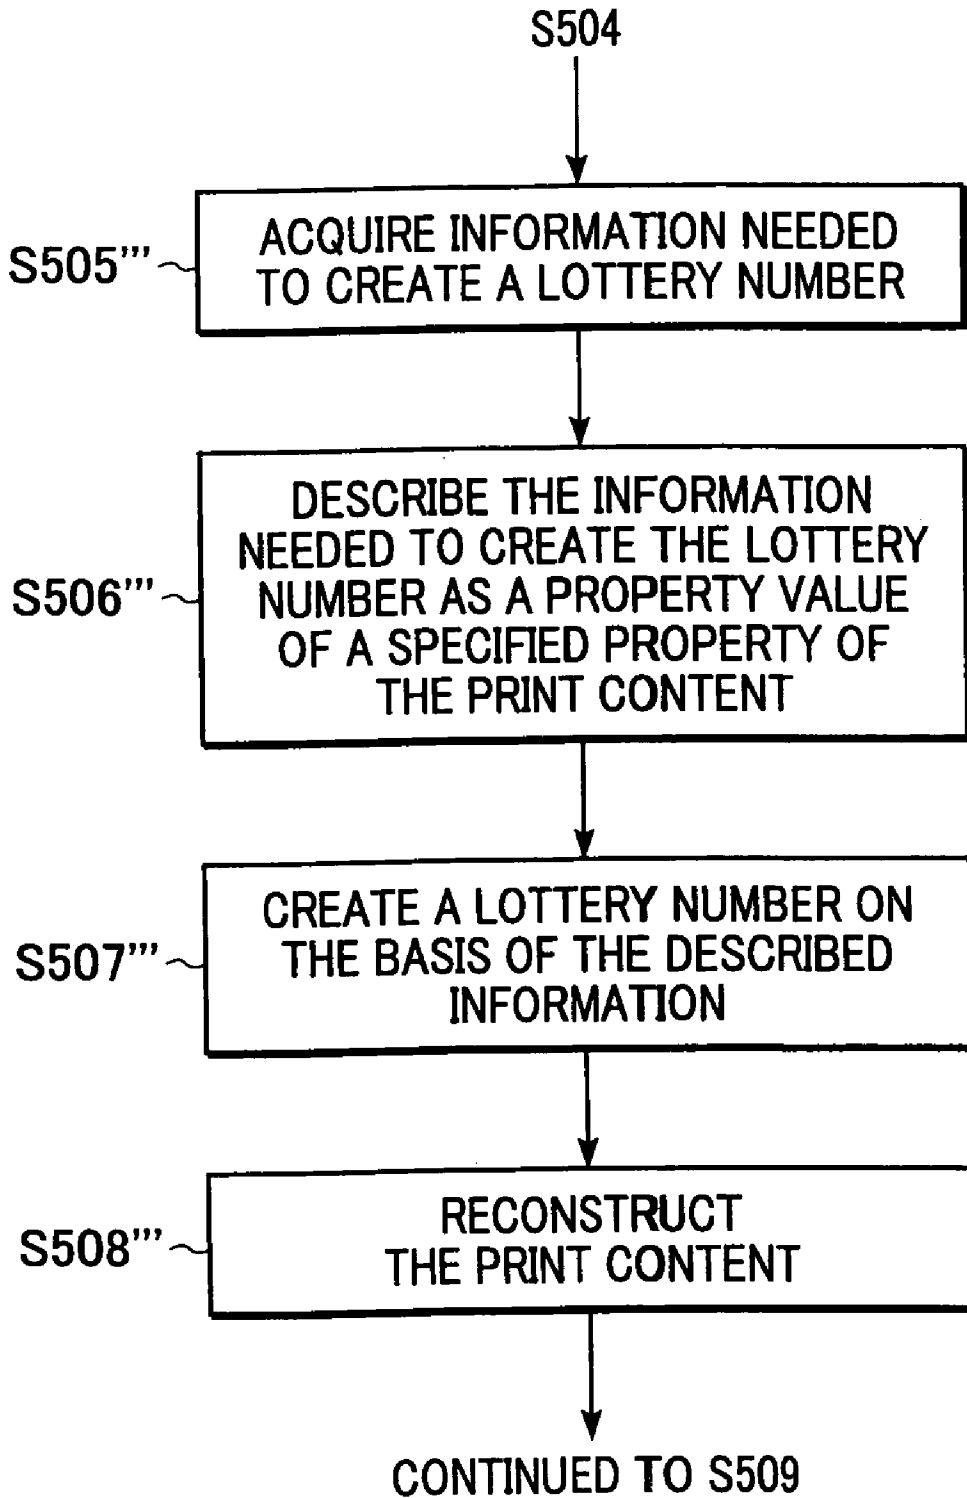 S504
S505'''
ACQUIRE INFORMATION NEEDED
TO CREATE A LOTTERY NUMBER
S506'''
DESCRIBE THE INFORMATION
NEEDED TO CREATE THE LOTTERY
NUMBER AS A PROPERTY VALUE
OF A SPECIFIED PROPERTY OF
THE PRINT CONTENT
S507'''
CREATE A LOTTERY NUMBER ON
THE BASIS OF THE DESCRIBED
INFORMATION
S508'''
RECONSTRUCT
THE PRINT CONTENT
CONTINUED TO S509